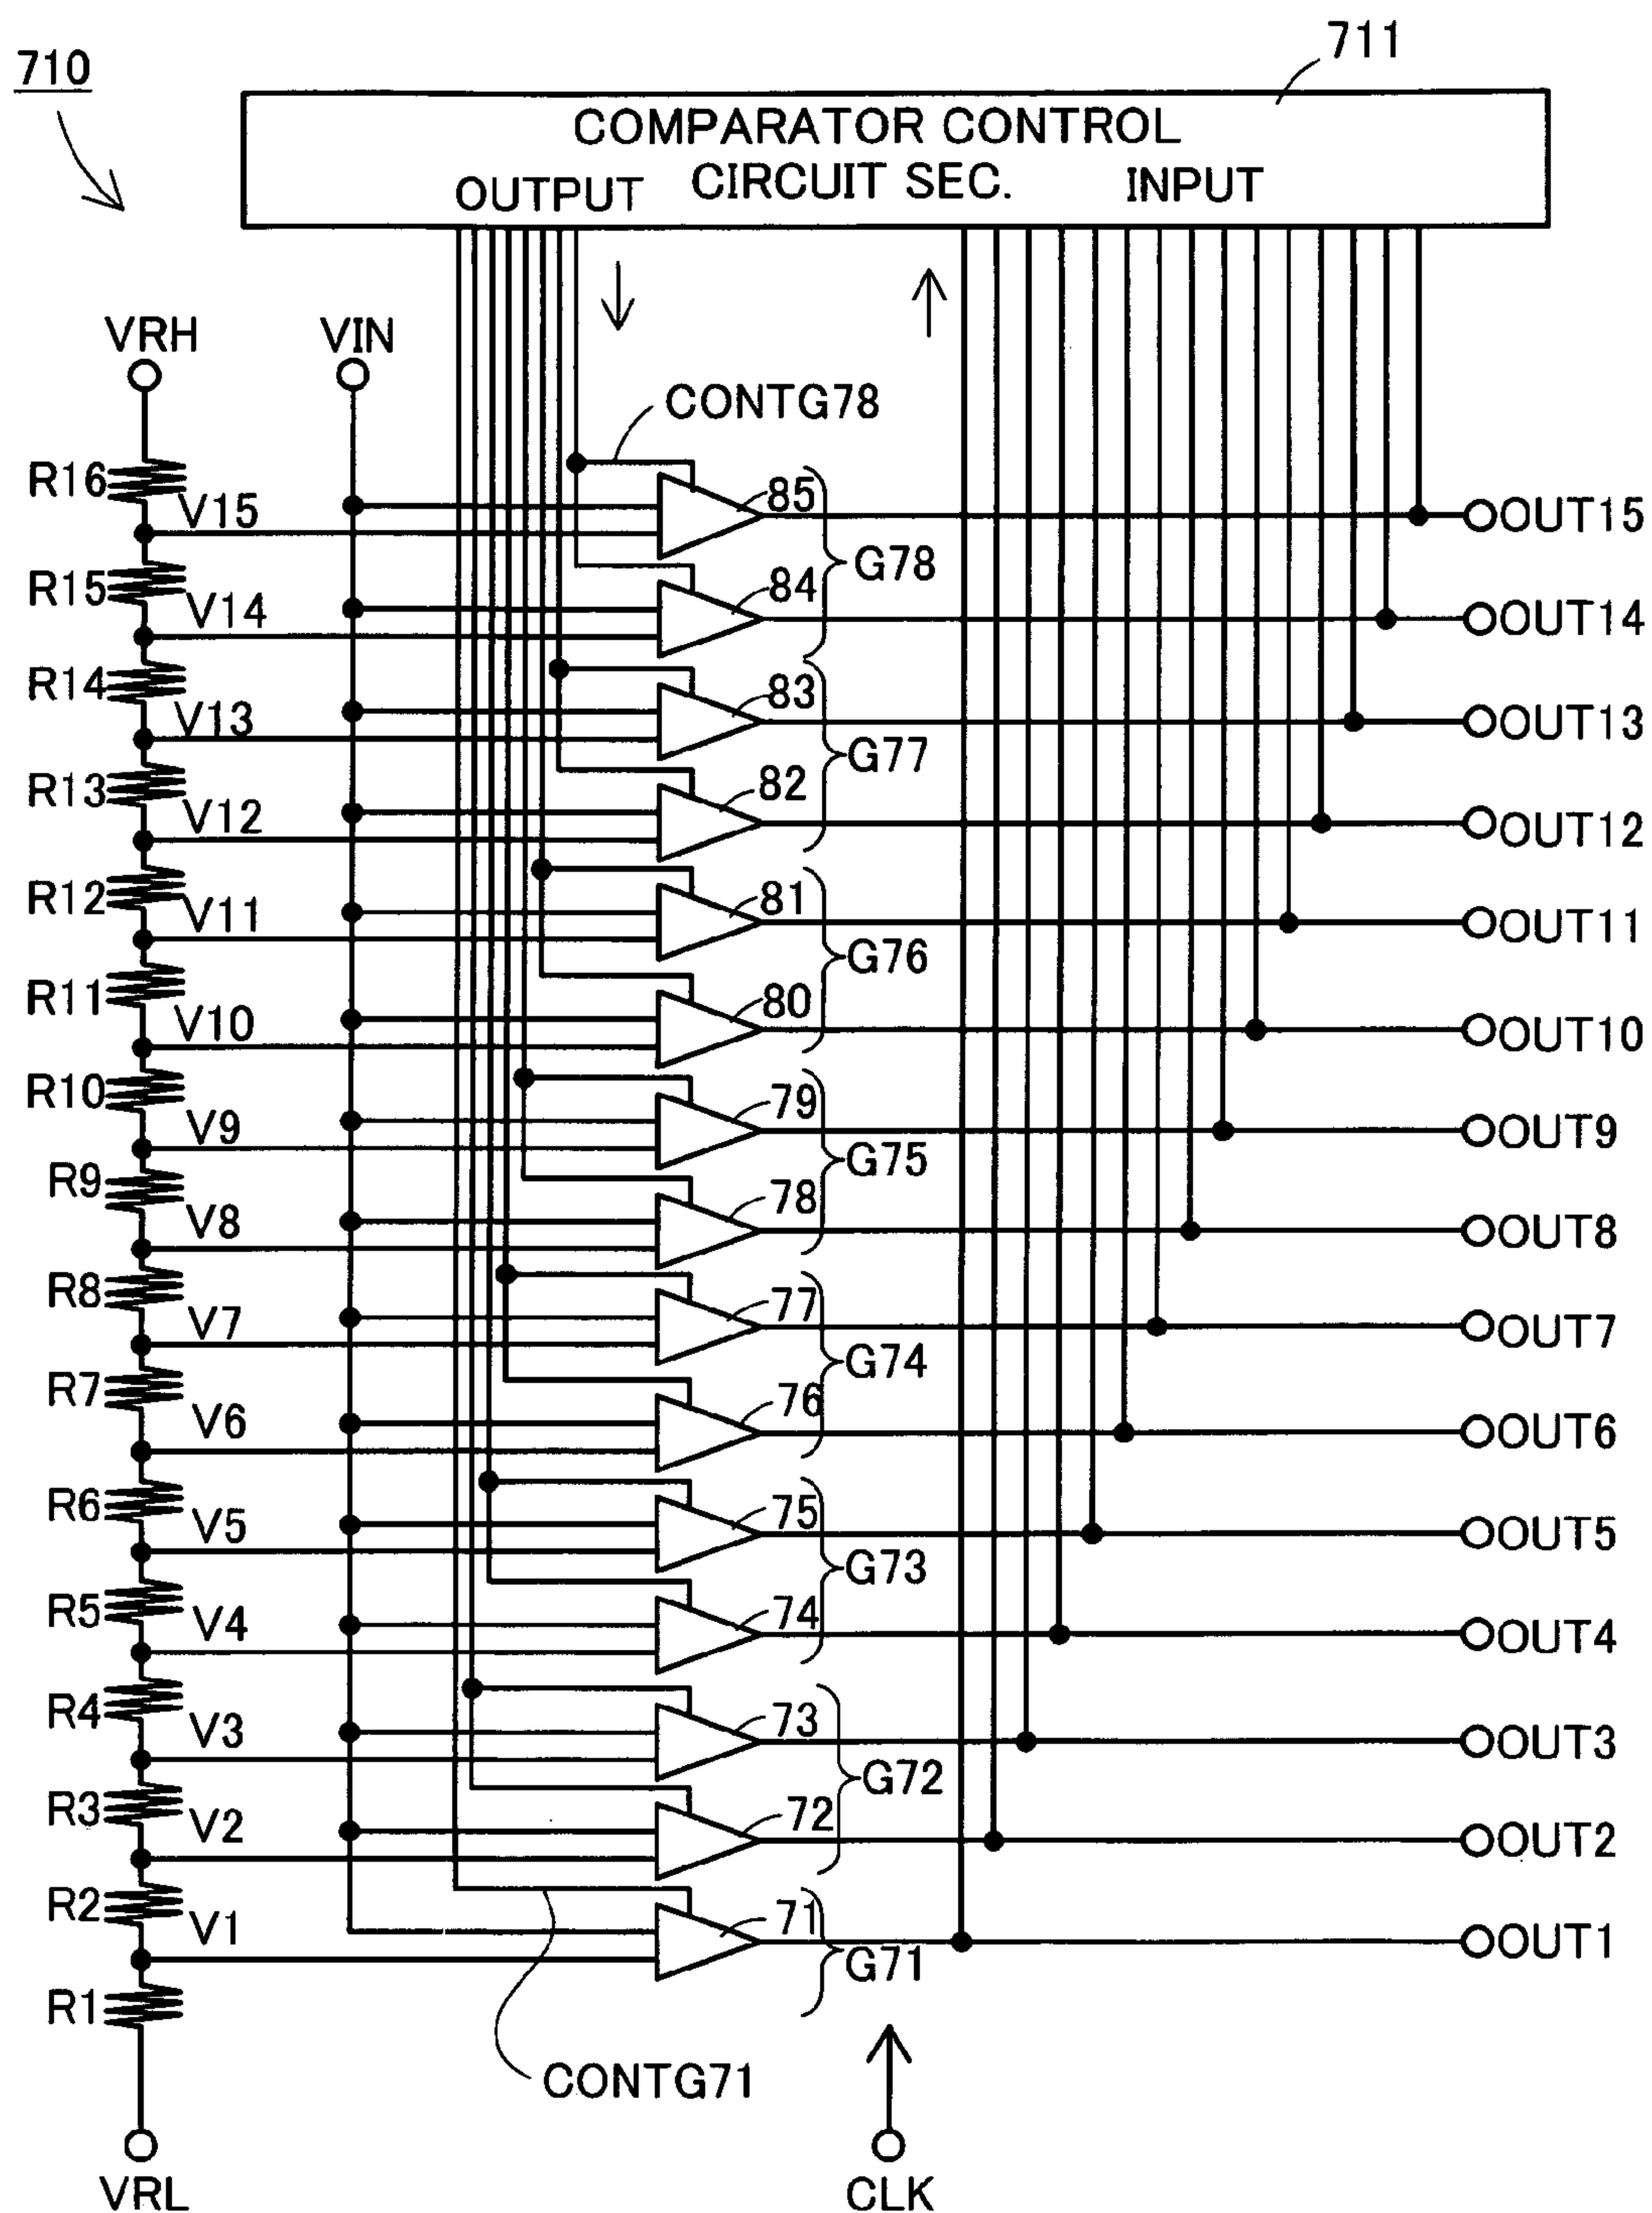 710
711
COMPARATOR CONTROL
CIRCUIT SEC.
OUTPUT
INPUT
VRH
VIN
CONTG78
R16
V15
85
OUT15
G78
R15
V14
84
OUT14
R14
V13
83
OUT13
G77
R13
V12
82
OUT12
R12
V11
81
OUT11
G76
R11
V10
80
OUT10
R10
V9
79
OUT9
G75
R9
V8
78
OUT8
R8
V7
77
OUT7
G74
R7
V6
76
OUT6
R6
V5
75
OUT5
G73
R5
V4
74
OUT4
R4
V3
73
OUT3
G72
R3
V2
72
OUT2
R2
V1
71
OUT1
G71
R1
CONTG71
VRL
CLK